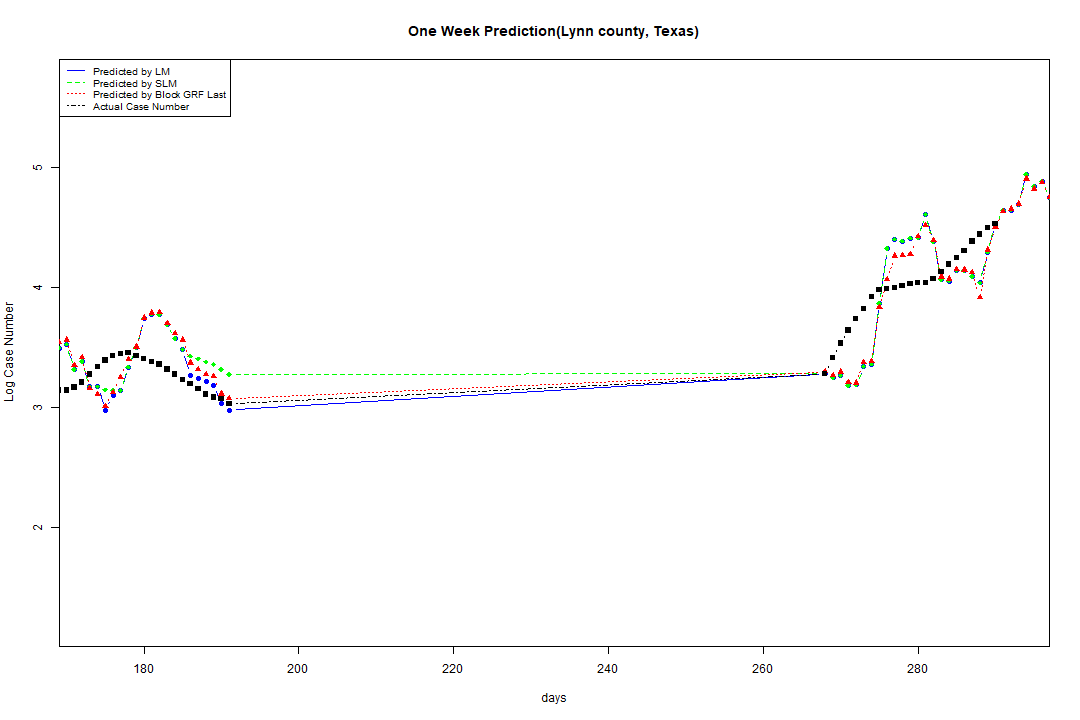 One Week Prediction(Lynn county, Texas)
Predicted by LM
Predicted by SLM
Predicted by Block GRF Last
Actual Case Number
5
4
3
2
Log Case Number
180 200 220 240 260 280
days